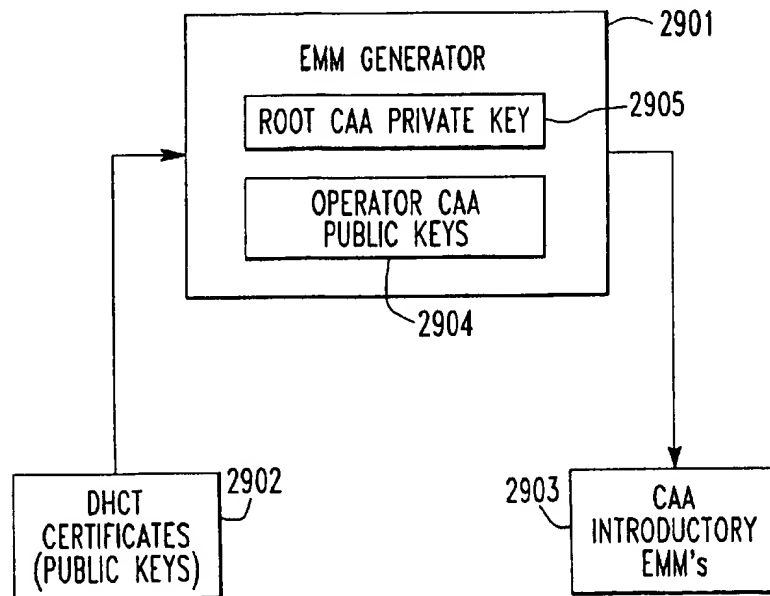 2901
EMM GENERATOR
ROOT CAA PRIVATE KEY
2905
OPERATOR CAA
PUBLIC KEYS
2904
DHCT
CERTIFICATES
(PUBLIC KEYS)
2902
2903
CAA
INTRODUCTORY
EMM's